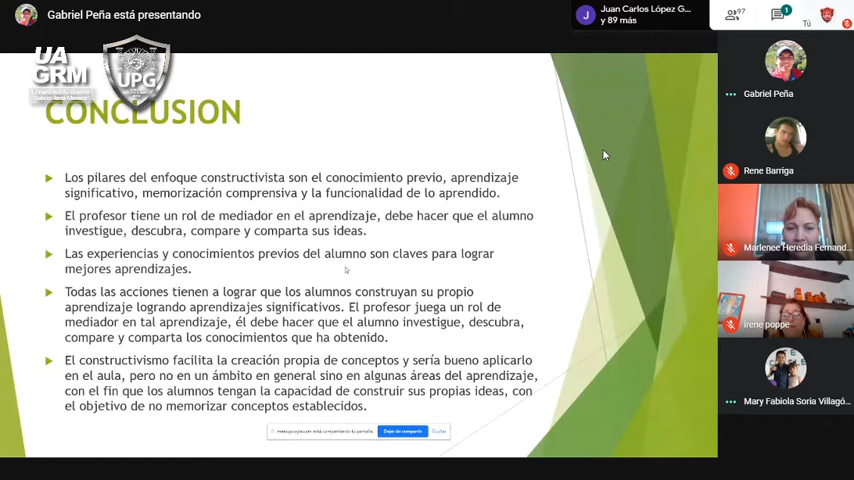 Gabriel Peña está presentando
Juan Carlos López G...
y 89 más
97
1
J
Tú
UA
GRM
UPG
CONCLUSION
Los pilares del enfoque constructivista son el conocimiento previo, aprendizaje
significativo, memorización comprensiva y la funcionalidad de lo aprendido.
El profesor tiene un rol de mediador en el aprendizaje, debe hacer que el alumno
investigue, descubra, compare y comparta sus ideas.
Las experiencias y conocimientos previos del alumno son claves para lograr
mejores aprendizajes.
Todas las acciones tienen a lograr que los alumnos construyan su propio
aprendizaje logrando aprendizajes significativos. El profesor juega un rol de
mediador en tal aprendizaje, él debe hacer que el alumno investigue, descubra,
compare y comparta los conocimientos que ha obtenido.
El constructivismo facilita la creación propia de conceptos y sería bueno aplicarlo
en el aula, pero no en un ámbito en general sino en algunas áreas del aprendizaje,
con el fin que los alumnos tengan la capacidad de construir sus propias ideas, con
el objetivo de no memorizar conceptos establecidos.
meet.google.com está compartiendo tu pantalla.
Dejar de compartir
Ocultar
Gabriel Peña
Rene Barriga
Marlenee Heredia Fernand...
irene poppe
Mary Fabiola Soria Villagó...